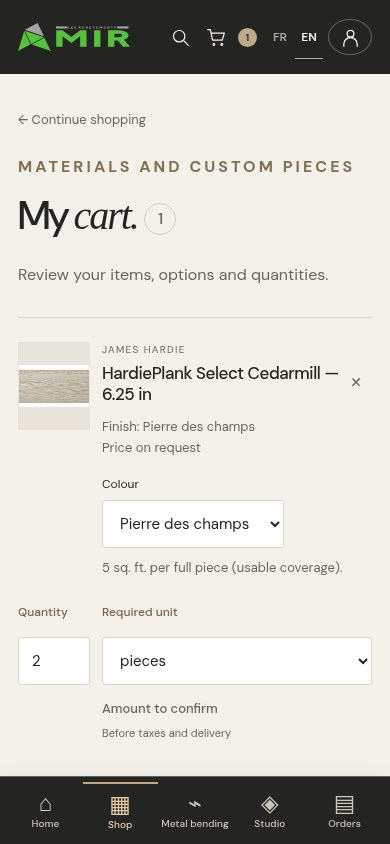 LES REVÊTEMENTS
AMIR
1
FR
EN
← Continue shopping
MATERIALS AND CUSTOM PIECES
My cart. 1
Review your items, options and quantities.
JAMES HARDIE
HardiePlank Select Cedarmill —
6.25 in
×
Finish: Pierre des champs
Price on request
Colour
Pierre des champs
5 sq. ft. per full piece (usable coverage).
Quantity
Required unit
2
pieces
Amount to confirm
Before taxes and delivery
Home
Shop
Metal bending
Studio
Orders